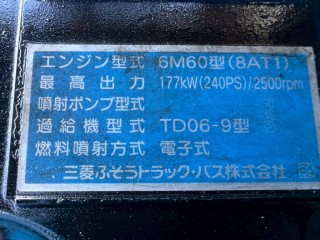 エンジン型式 6M60型(8AT1)
最高出力 177kW(240PS)/2500rpm
噴射ポンプ型式
過給機型式 TD06-9型
燃料噴射方式 電子式
三菱ふそうトラック・バス株式会社